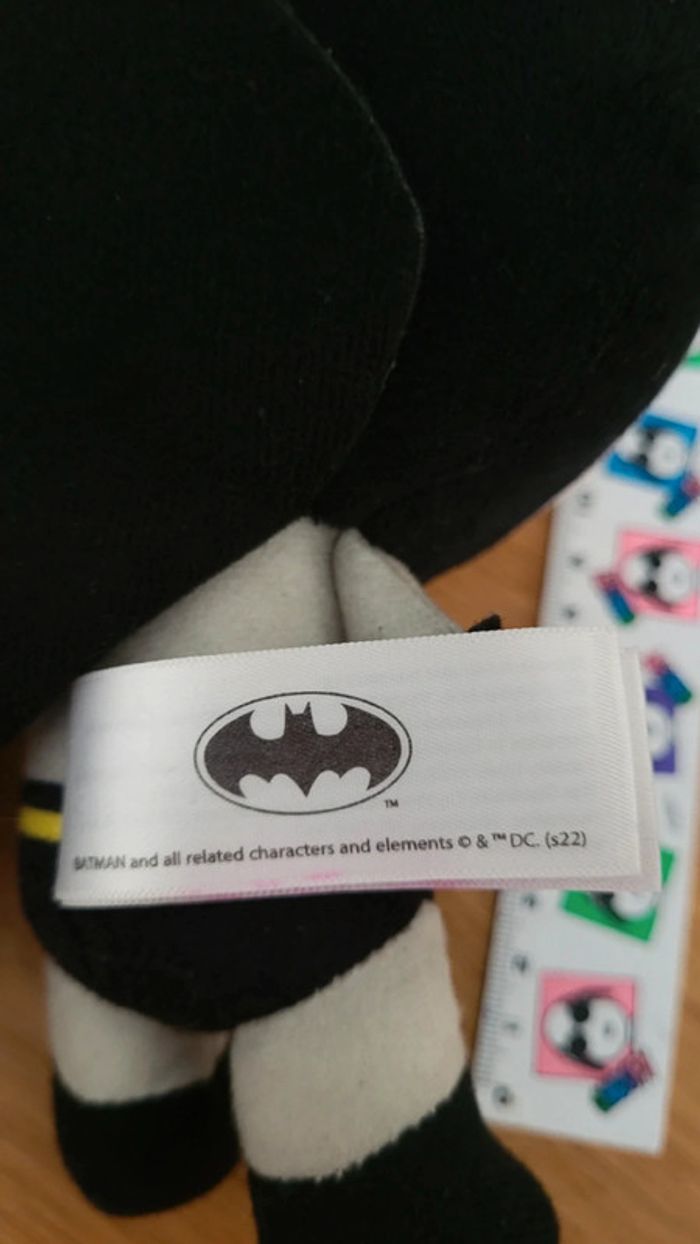 TM
BATMAN and all related characters and elements © & ™ DC. (s22)